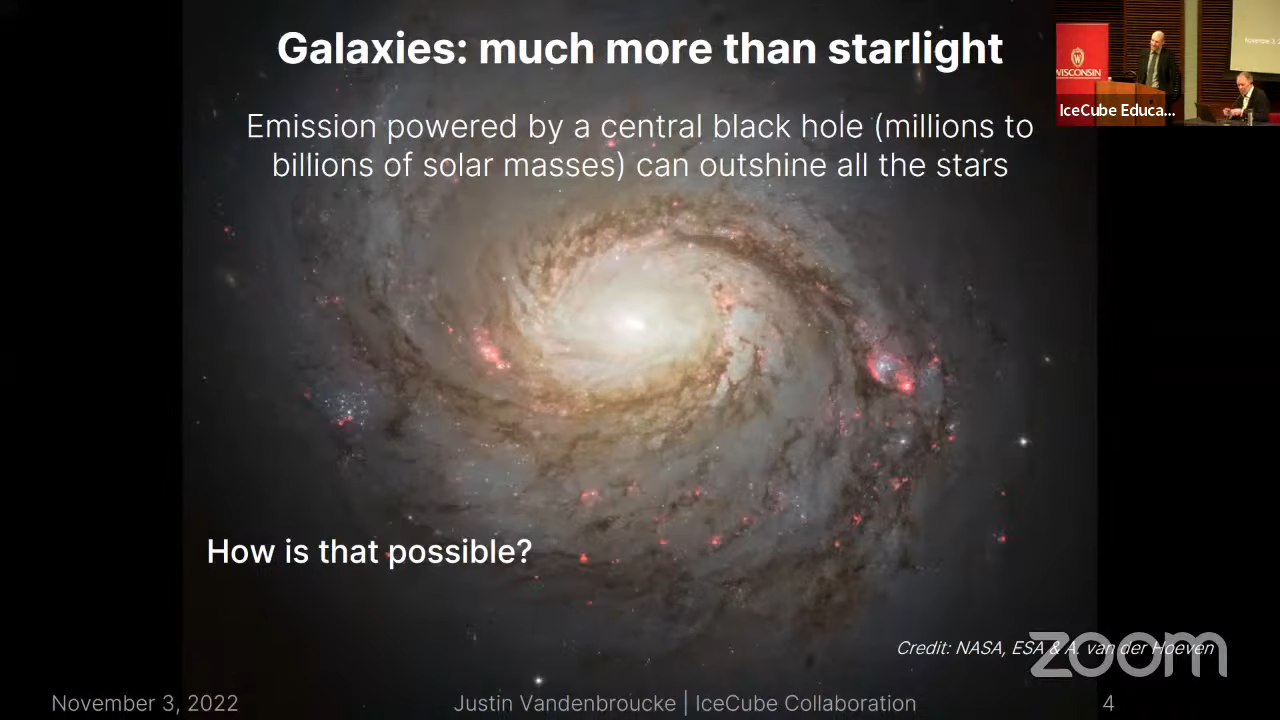 Galaxies: much more than starlight
Emission powered by a central black hole (millions to
billions of solar masses) can outshine all the stars
WISCONSIN
IceCube Educa...
How is that possible?
Credit: NASA, ESA & A. van der Hoeven
zoom
November 3, 2022
Justin Vandenbroucke | IceCube Collaboration
4